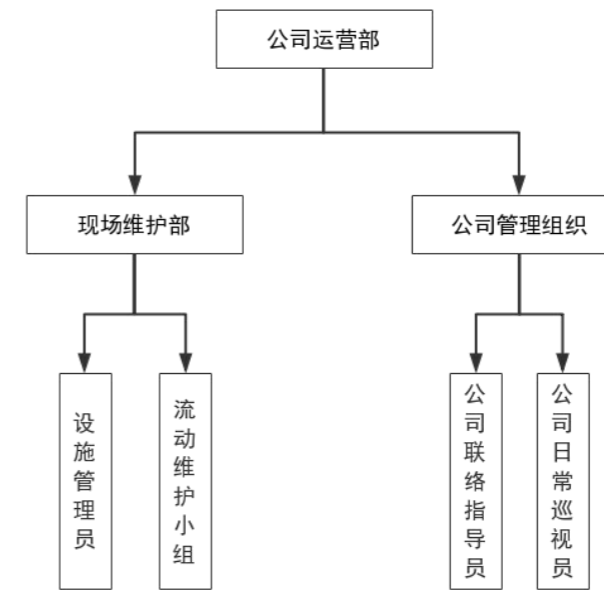 公司运营部
现场维护部
公司管理组织
设施管理员
流动维护小组
公司联络指导员
公司日常巡视员